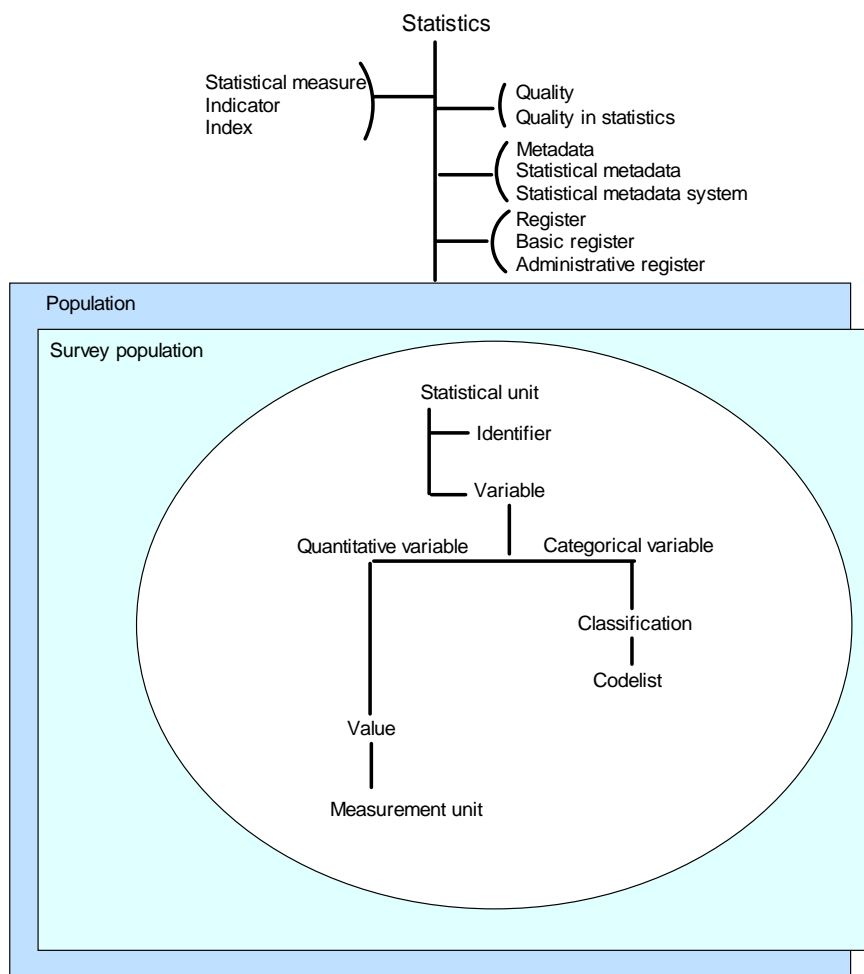 Statistics
Statistical measure
Indicator
Index
Quality
Quality in statistics
Metadata
Statistical metadata
Statistical metadata system
Register
Basic register
Administrative register
Population
Survey population
Statistical unit
Identifier
Variable
Quantitative variable
Categorical variable
Classification
Codelist
Value
Measurement unit